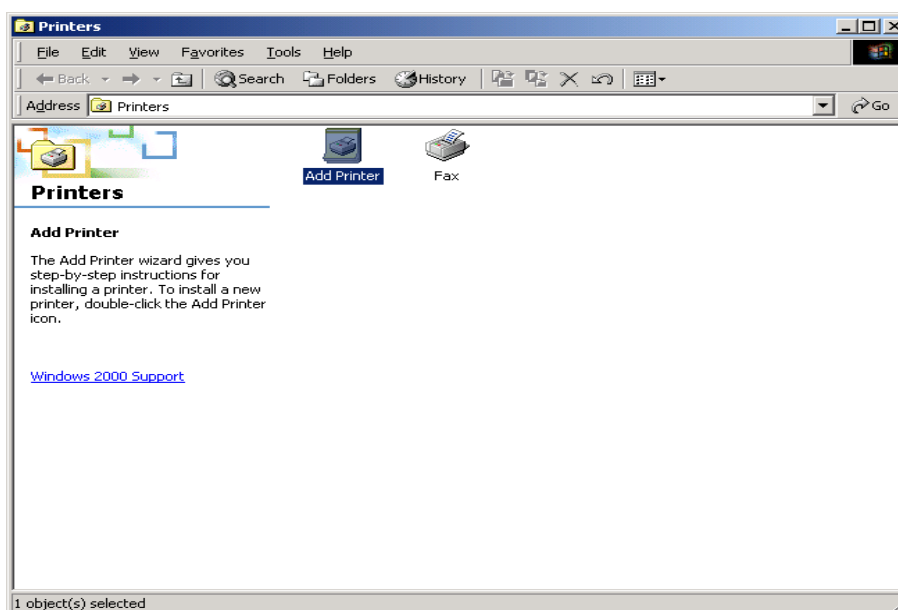 Printers
File Edit View Favorites Tools Help
Back Search Folders History
Address Printers Go
Add Printer Fax
Printers
Add Printer
The Add Printer wizard gives you
step-by-step instructions for
installing a printer. To install a new
printer, double-click the Add Printer
icon.
Windows 2000 Support
1 object(s) selected